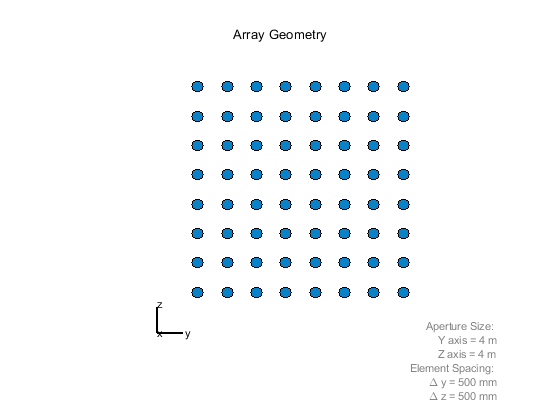 Array Geometry
z
x
y
Aperture Size:
Y axis = 4 m
Z axis = 4 m
Element Spacing:
Δ y = 500 mm
Δ z = 500 mm